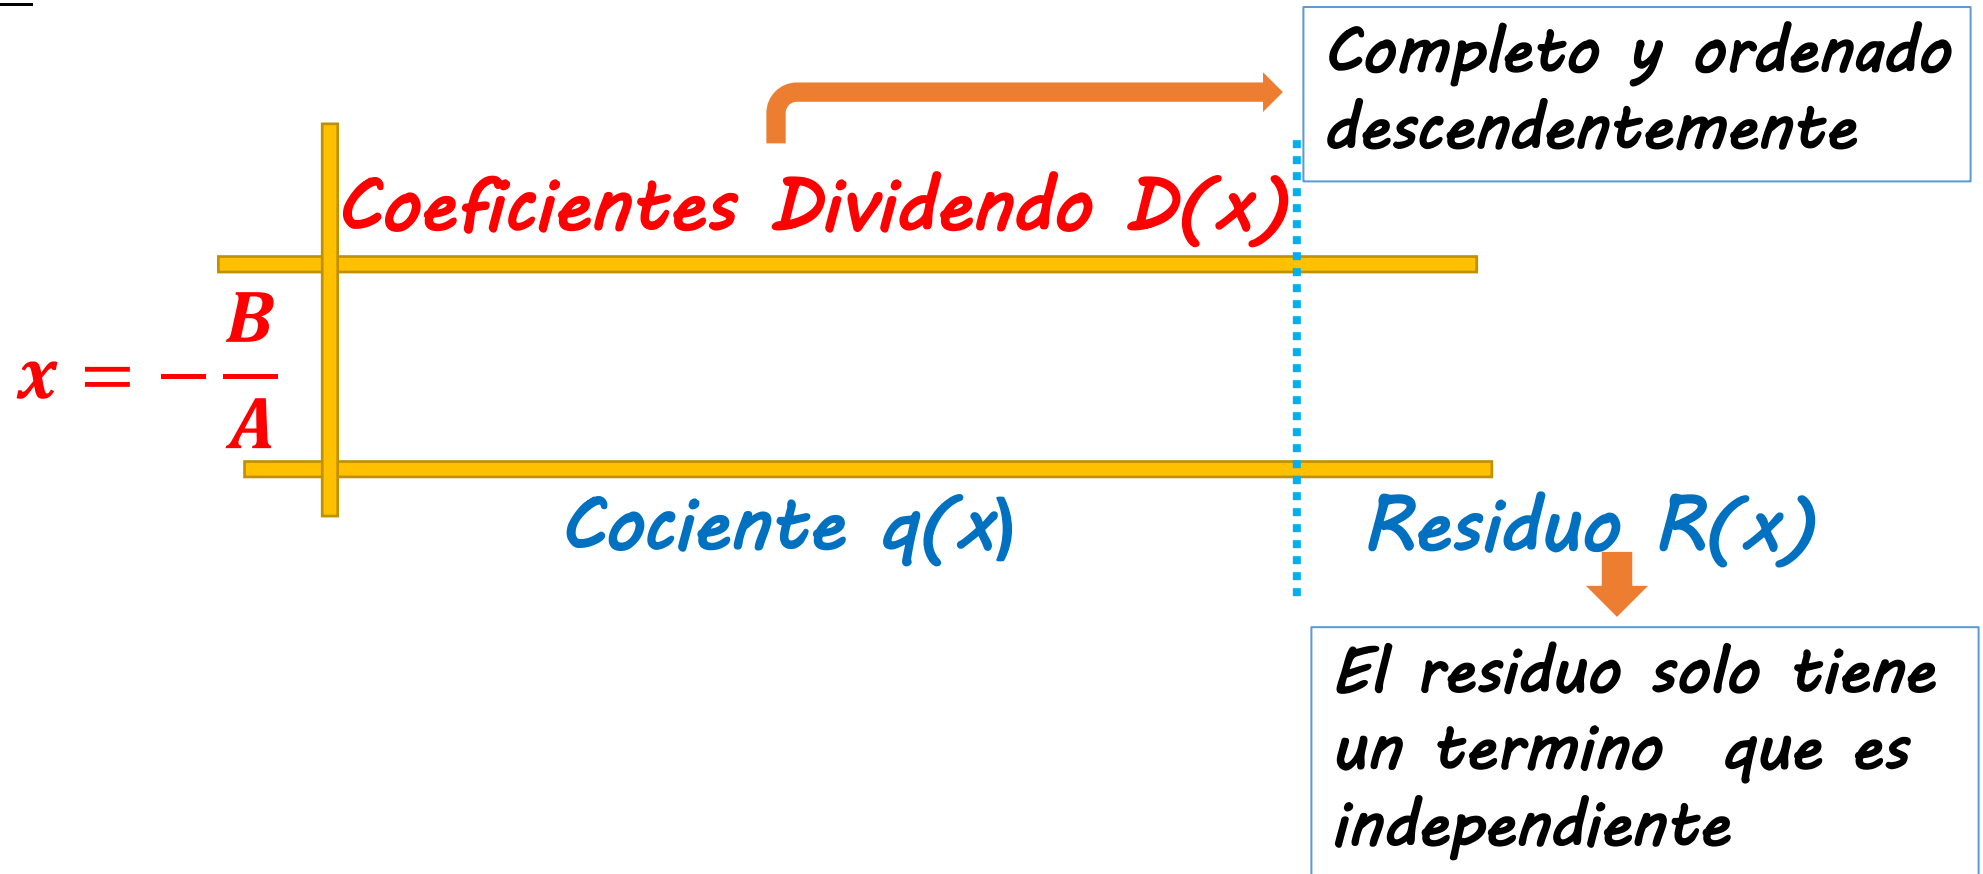 Completo y ordenado
descendentemente
Coeficientes Dividendo D(x)
x = − B/A
Cociente q(x)
Residuo R(x)
El residuo solo tiene
un termino que es
independiente